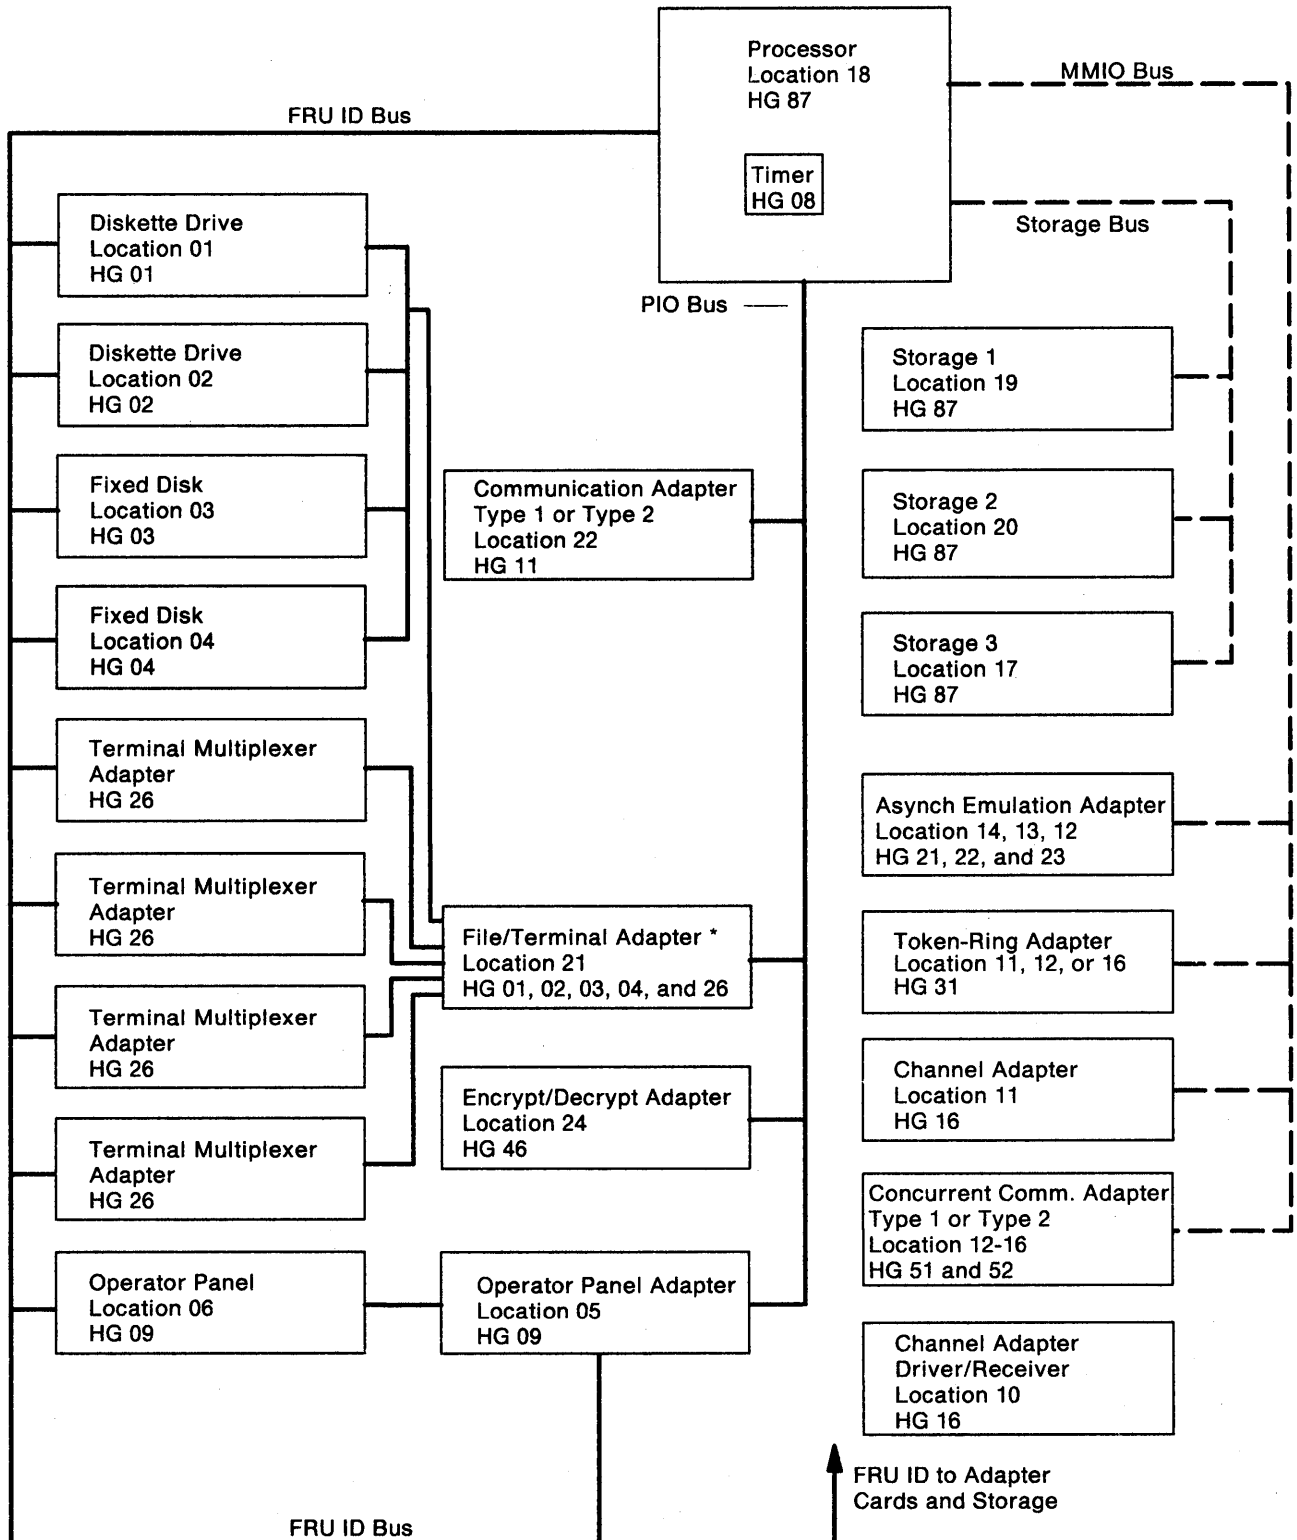 Processor
Location 18
HG 87
MMIO Bus
FRU ID Bus
Timer
HG 08
Storage Bus
PIO Bus
Diskette Drive
Location 01
HG 01
Diskette Drive
Location 02
HG 02
Fixed Disk
Location 03
HG 03
Fixed Disk
Location 04
HG 04
Terminal Multiplexer
Adapter
HG 26
Terminal Multiplexer
Adapter
HG 26
Terminal Multiplexer
Adapter
HG 26
Terminal Multiplexer
Adapter
HG 26
Operator Panel
Location 06
HG 09
Communication Adapter
Type 1 or Type 2
Location 22
HG 11
File/Terminal Adapter *
Location 21
HG 01, 02, 03, 04, and 26
Encrypt/Decrypt Adapter
Location 24
HG 46
Operator Panel Adapter
Location 05
HG 09
Storage 1
Location 19
HG 87
Storage 2
Location 20
HG 87
Storage 3
Location 17
HG 87
Asynch Emulation Adapter
Location 14, 13, 12
HG 21, 22, and 23
Token-Ring Adapter
Location 11, 12, or 16
HG 31
Channel Adapter
Location 11
HG 16
Concurrent Comm. Adapter
Type 1 or Type 2
Location 12-16
HG 51 and 52
Channel Adapter
Driver/Receiver
Location 10
HG 16
FRU ID to Adapter
Cards and Storage
FRU ID Bus